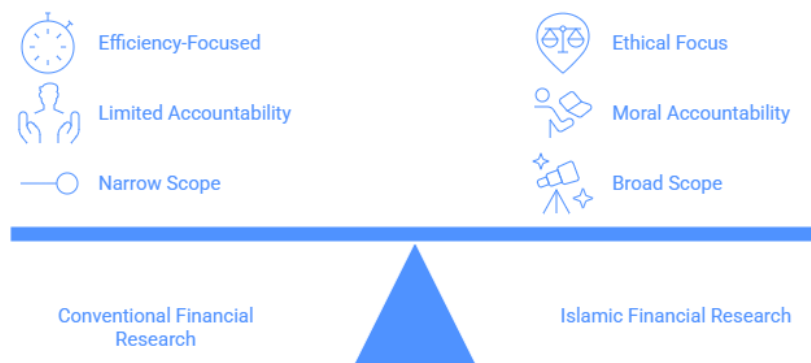 Efficiency-Focused
Limited Accountability
Narrow Scope
Ethical Focus
Moral Accountability
Broad Scope
Conventional Financial
Research
Islamic Financial Research